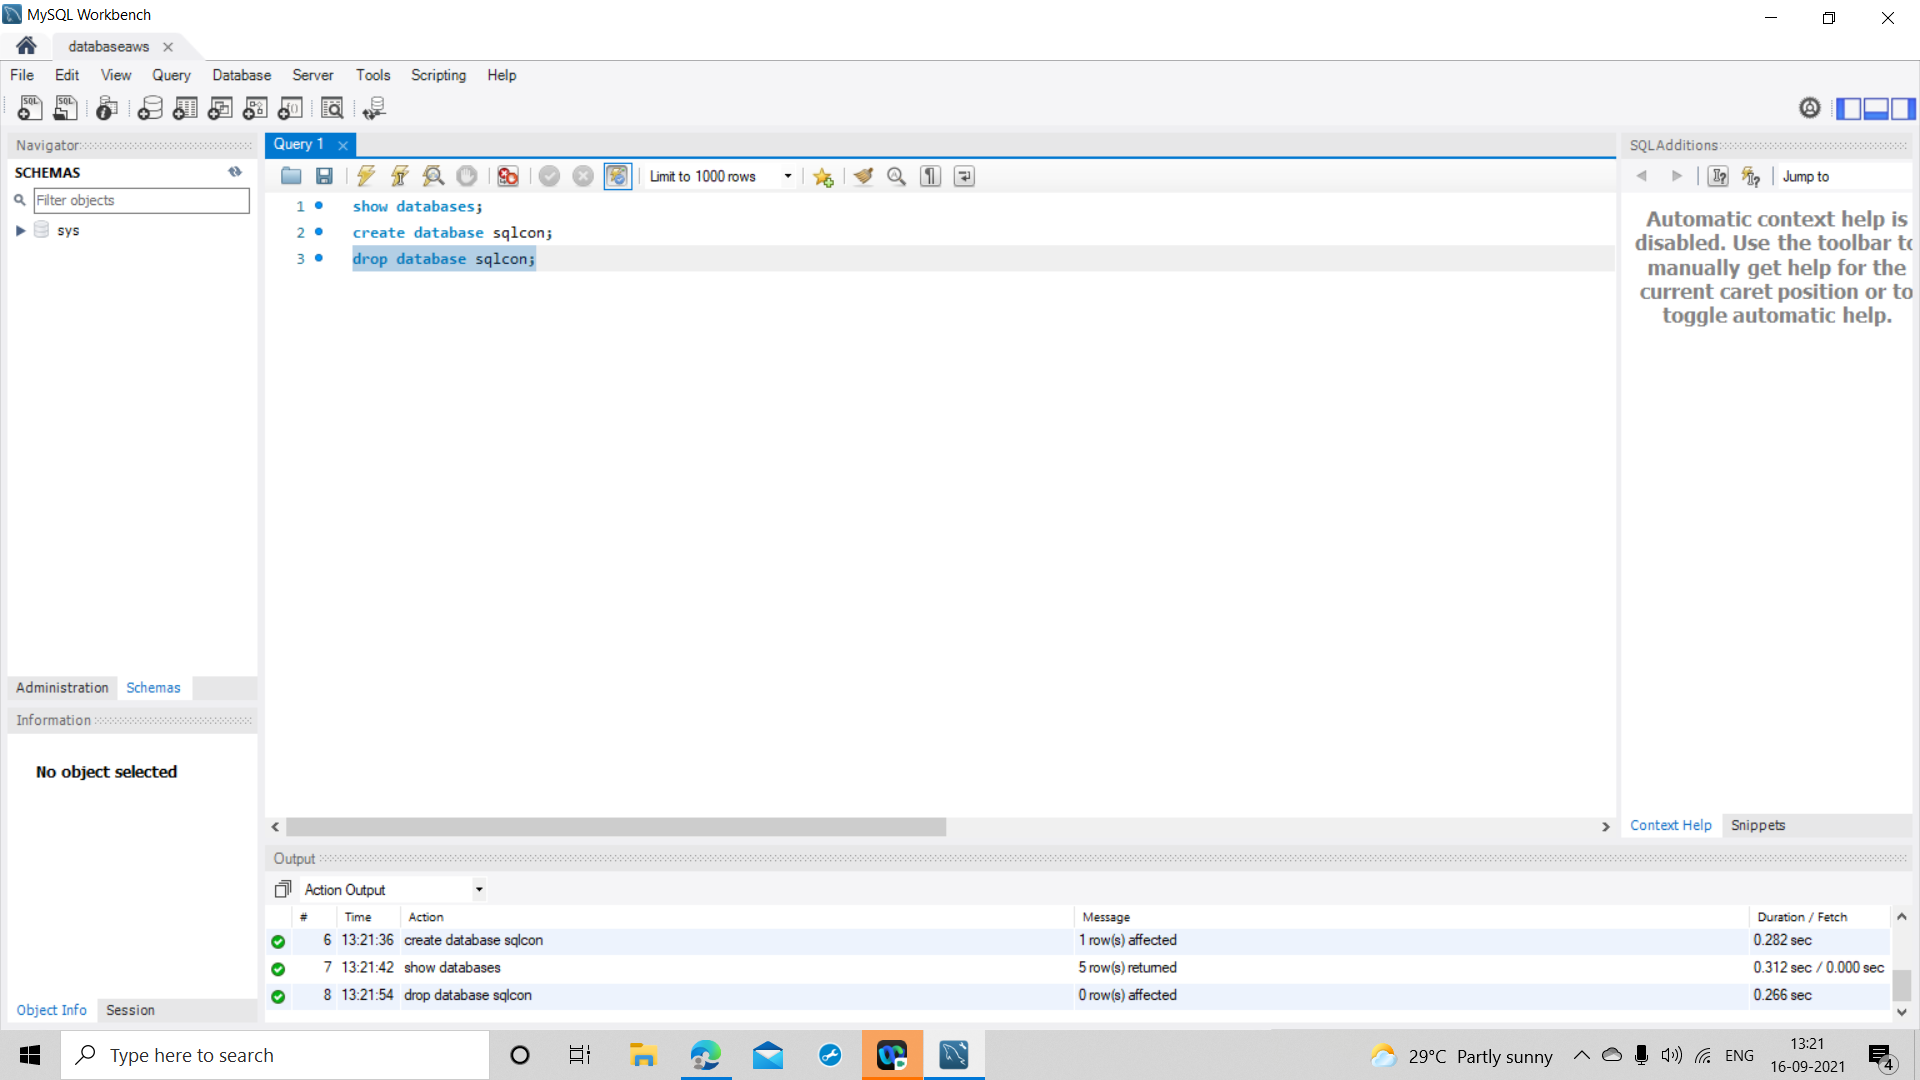 MySQL Workbench
databaseaws
File Edit View Query Database Server Tools Scripting Help
Navigator
SCHEMAS
Filter objects
sys
Administration Schemas
Information
No object selected
Object Info Session
Query 1
Limit to 1000 rows
1 show databases;
2 create database sqlcon;
3 drop database sqlcon;
SQLAdditions
Jump to
Automatic context help is
disabled. Use the toolbar to
manually get help for the
current caret position or to
toggle automatic help.
Context Help Snippets
Output
Action Output
# Time Action Message Duration / Fetch
6 13:21:36 create database sqlcon 1 row(s) affected 0.282 sec
7 13:21:42 show databases 5 row(s) returned 0.312 sec / 0.000 sec
8 13:21:54 drop database sqlcon 0 row(s) affected 0.266 sec
Type here to search
29°C Partly sunny
ENG
13:21
16-09-2021
4